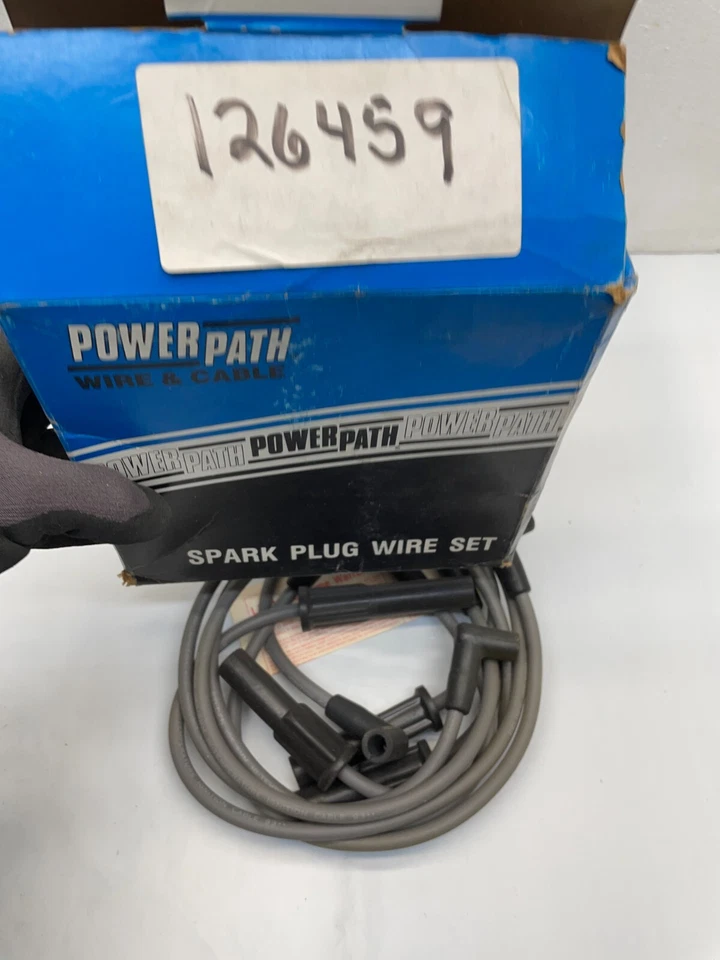 126459
POWER PATH
WIRE & CABLE
POWER PATH POWER PATH POWER PATH
SPARK PLUG WIRE SET